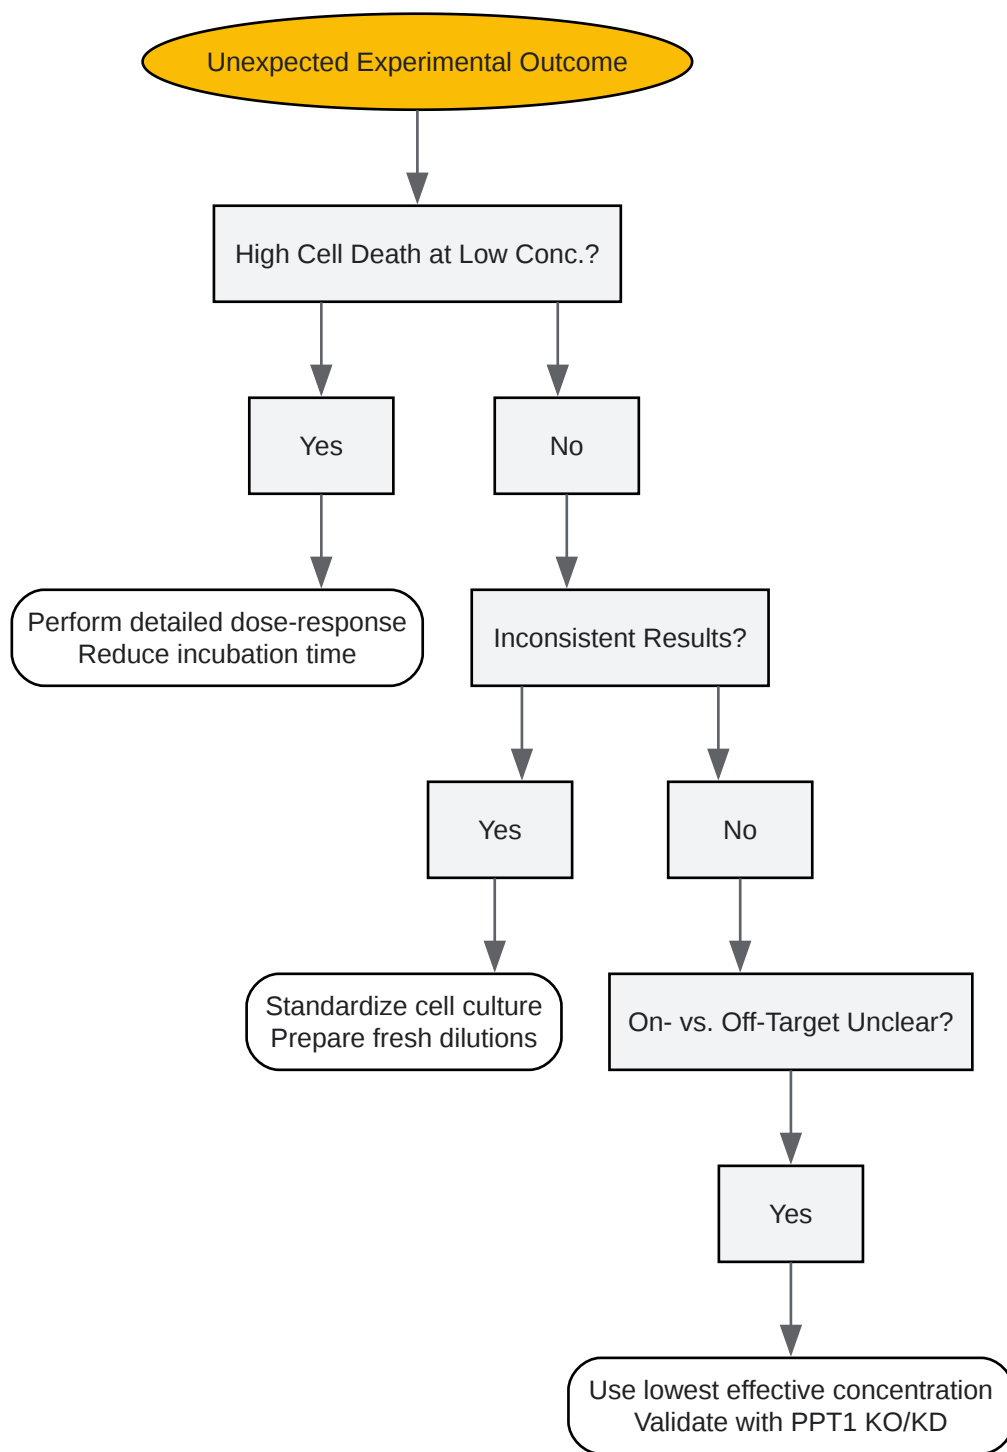 Unexpected Experimental Outcome
High Cell Death at Low Conc.?
Yes
No
Perform detailed dose-response
Reduce incubation time
Inconsistent Results?
Yes
No
Standardize cell culture
Prepare fresh dilutions
On- vs. Off-Target Unclear?
Yes
Use lowest effective concentration
Validate with PPT1 KO/KD